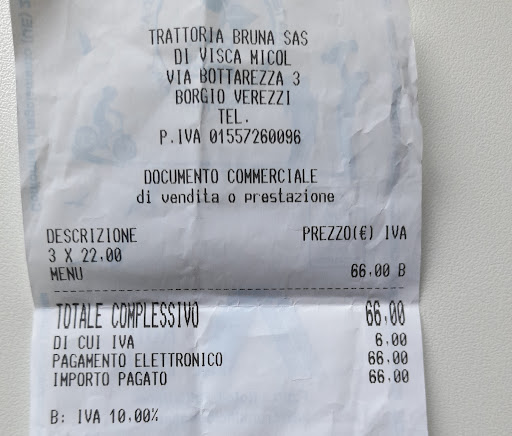 TRATTORIA BRUNA SAS
DI VISCA MICOL
VIA BOTTAREZZA 3
BORGIO VEREZZI
TEL.
P.IVA 01557260096
DOCUMENTO COMMERCIALE
di vendita o prestazione
DESCRIZIONE PREZZO(€) IVA
3 X 22,00
MENU 66,00 B
TOTALE COMPLESSIVO 66,00
DI CUI IVA 6,00
PAGAMENTO ELETTRONICO 66,00
IMPORTO PAGATO 66,00
B: IVA 10,00%